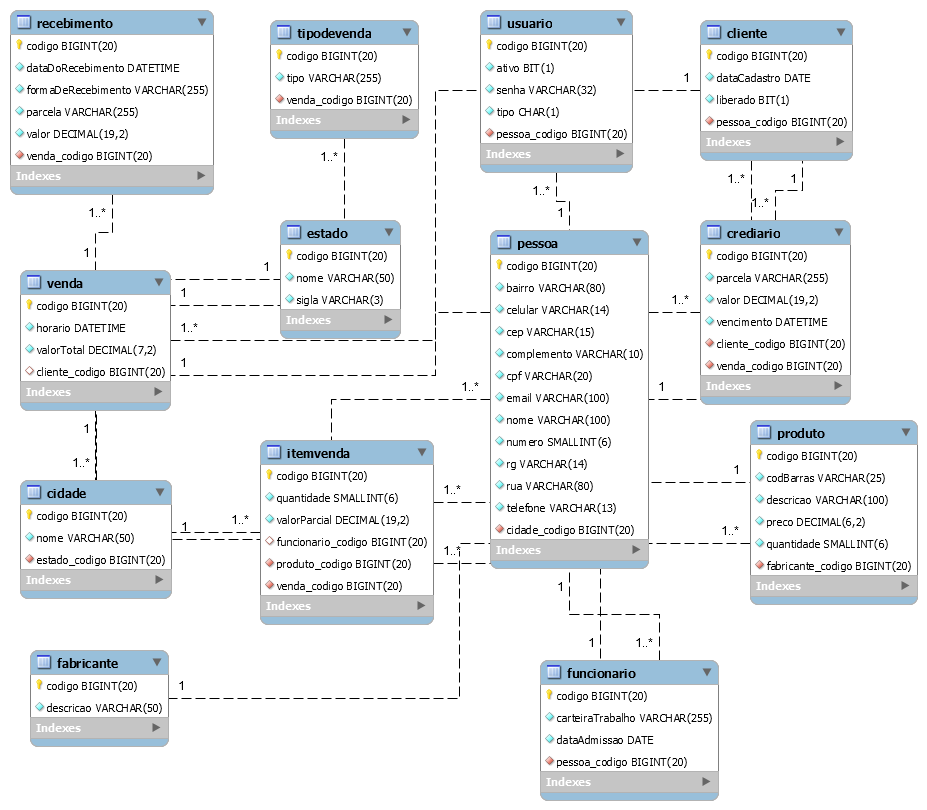 recebimento
codigo BIGINT(20)
dataDoRecebimento DATETIME
formaDeRecebimento VARCHAR(255)
parcela VARCHAR(255)
valor DECIMAL(19,2)
venda_codigo BIGINT(20)
Indexes
tipodevenda
codigo BIGINT(20)
tipo VARCHAR(255)
venda_codigo BIGINT(20)
Indexes
usuario
codigo BIGINT(20)
ativo BIT(1)
senha VARCHAR(32)
tipo CHAR(1)
pessoa_codigo BIGINT(20)
Indexes
cliente
codigo BIGINT(20)
dataCadastro DATE
liberado BIT(1)
pessoa_codigo BIGINT(20)
Indexes
1
1..*
1..*
1..*
1
1
1..*
1
1..*
1
estado
codigo BIGINT(20)
nome VARCHAR(50)
sigla VARCHAR(3)
Indexes
venda
codigo BIGINT(20)
horario DATETIME
valorTotal DECIMAL(7,2)
cliente_codigo BIGINT(20)
Indexes
1
1
1..*
1
pessoa
codigo BIGINT(20)
bairro VARCHAR(80)
celular VARCHAR(14)
cep VARCHAR(15)
complemento VARCHAR(10)
cpf VARCHAR(20)
email VARCHAR(100)
nome VARCHAR(100)
numero SMALLINT(6)
rg VARCHAR(14)
rua VARCHAR(80)
telefone VARCHAR(13)
cidade_codigo BIGINT(20)
Indexes
crediario
codigo BIGINT(20)
parcela VARCHAR(255)
valor DECIMAL(19,2)
vencimento DATETIME
cliente_codigo BIGINT(20)
venda_codigo BIGINT(20)
Indexes
1..*
1
1..*
1
1..*
itemvenda
codigo BIGINT(20)
quantidade SMALLINT(6)
valorParcial DECIMAL(19,2)
funcionario_codigo BIGINT(20)
produto_codigo BIGINT(20)
venda_codigo BIGINT(20)
Indexes
produto
codigo BIGINT(20)
codBarras VARCHAR(25)
descricao VARCHAR(100)
preco DECIMAL(6,2)
quantidade SMALLINT(6)
fabricante_codigo BIGINT(20)
Indexes
cidade
codigo BIGINT(20)
nome VARCHAR(50)
estado_codigo BIGINT(20)
Indexes
1
1..*
1..*
1..*
1
1..*
1
1
1..*
fabricante
codigo BIGINT(20)
descricao VARCHAR(50)
Indexes
1
funcionario
codigo BIGINT(20)
carteiraTrabalho VARCHAR(255)
dataAdmissao DATE
pessoa_codigo BIGINT(20)
Indexes